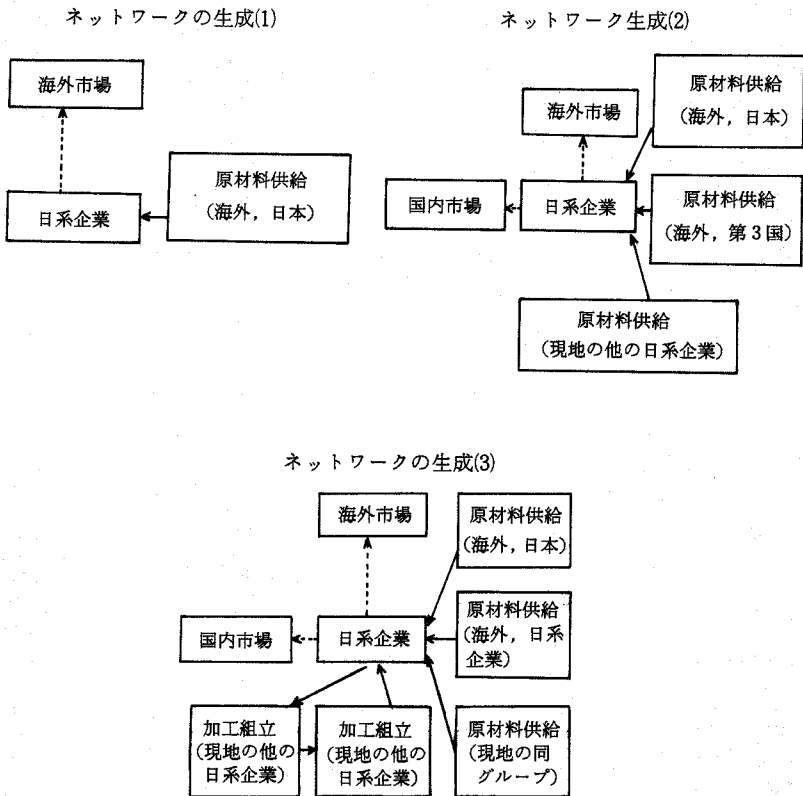 ネットワークの生成(1)
海外市場
原材料供給
(海外，日本)
日系企業
ネットワーク生成(2)
海外市場
原材料供給
(海外，日本)
国内市場
日系企業
原材料供給
(海外，第3国)
原材料供給
(現地の他の日系企業)
ネットワークの生成(3)
海外市場
原材料供給
(海外，日本)
国内市場
日系企業
原材料供給
(海外，日系
企業)
加工組立
(現地の他の
日系企業)
加工組立
(現地の他の
日系企業)
原材料供給
(現地の同
グループ)